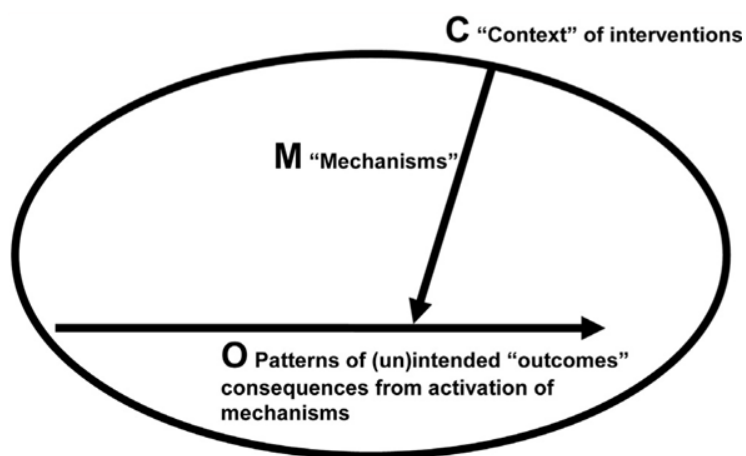 C “Context” of interventions
M “Mechanisms”
O Patterns of (un)intended “outcomes”
consequences from activation of
mechanisms